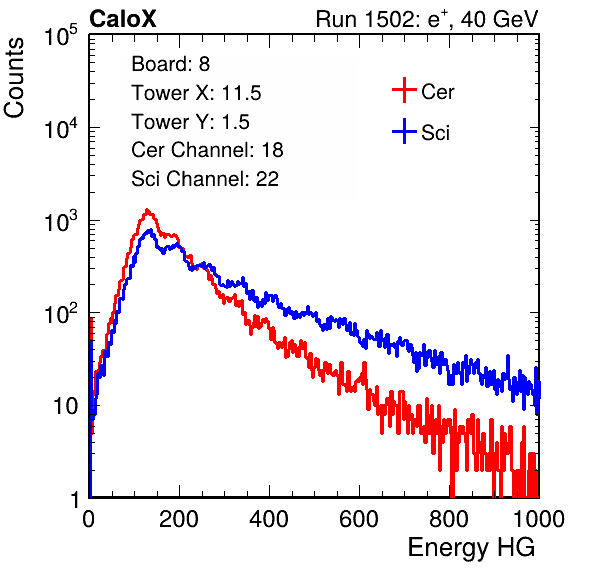 CaloX Run 1502: e⁺, 40 GeV
Counts
10⁵
10⁴
10³
10²
10
1
Board: 8
Tower X: 11.5
Tower Y: 1.5
Cer Channel: 18
Sci Channel: 22
Cer
Sci
0 200 400 600 800 1000
Energy HG